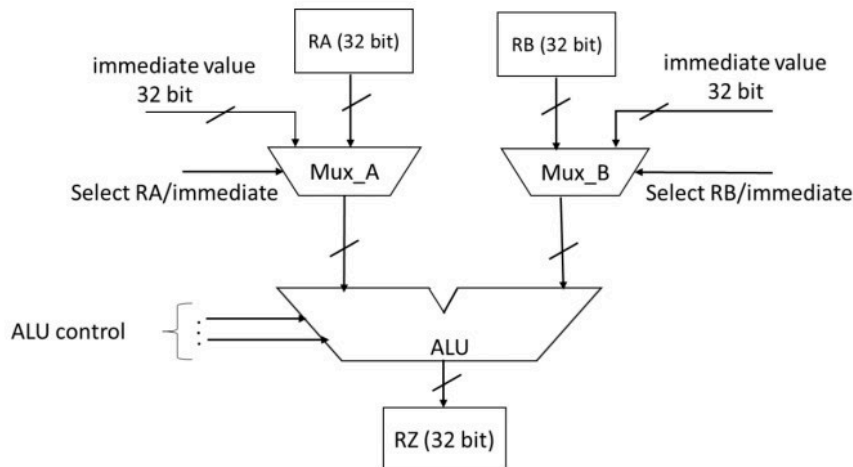 RA (32 bit)
RB (32 bit)
immediate value
32 bit
immediate value
32 bit
Mux_A
Mux_B
Select RA/immediate
Select RB/immediate
ALU control
ALU
RZ (32 bit)